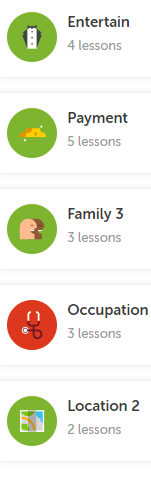 Entertain
4 lessons
Payment
5 lessons
Family 3
3 lessons
Occupation
3 lessons
Location 2
2 lessons